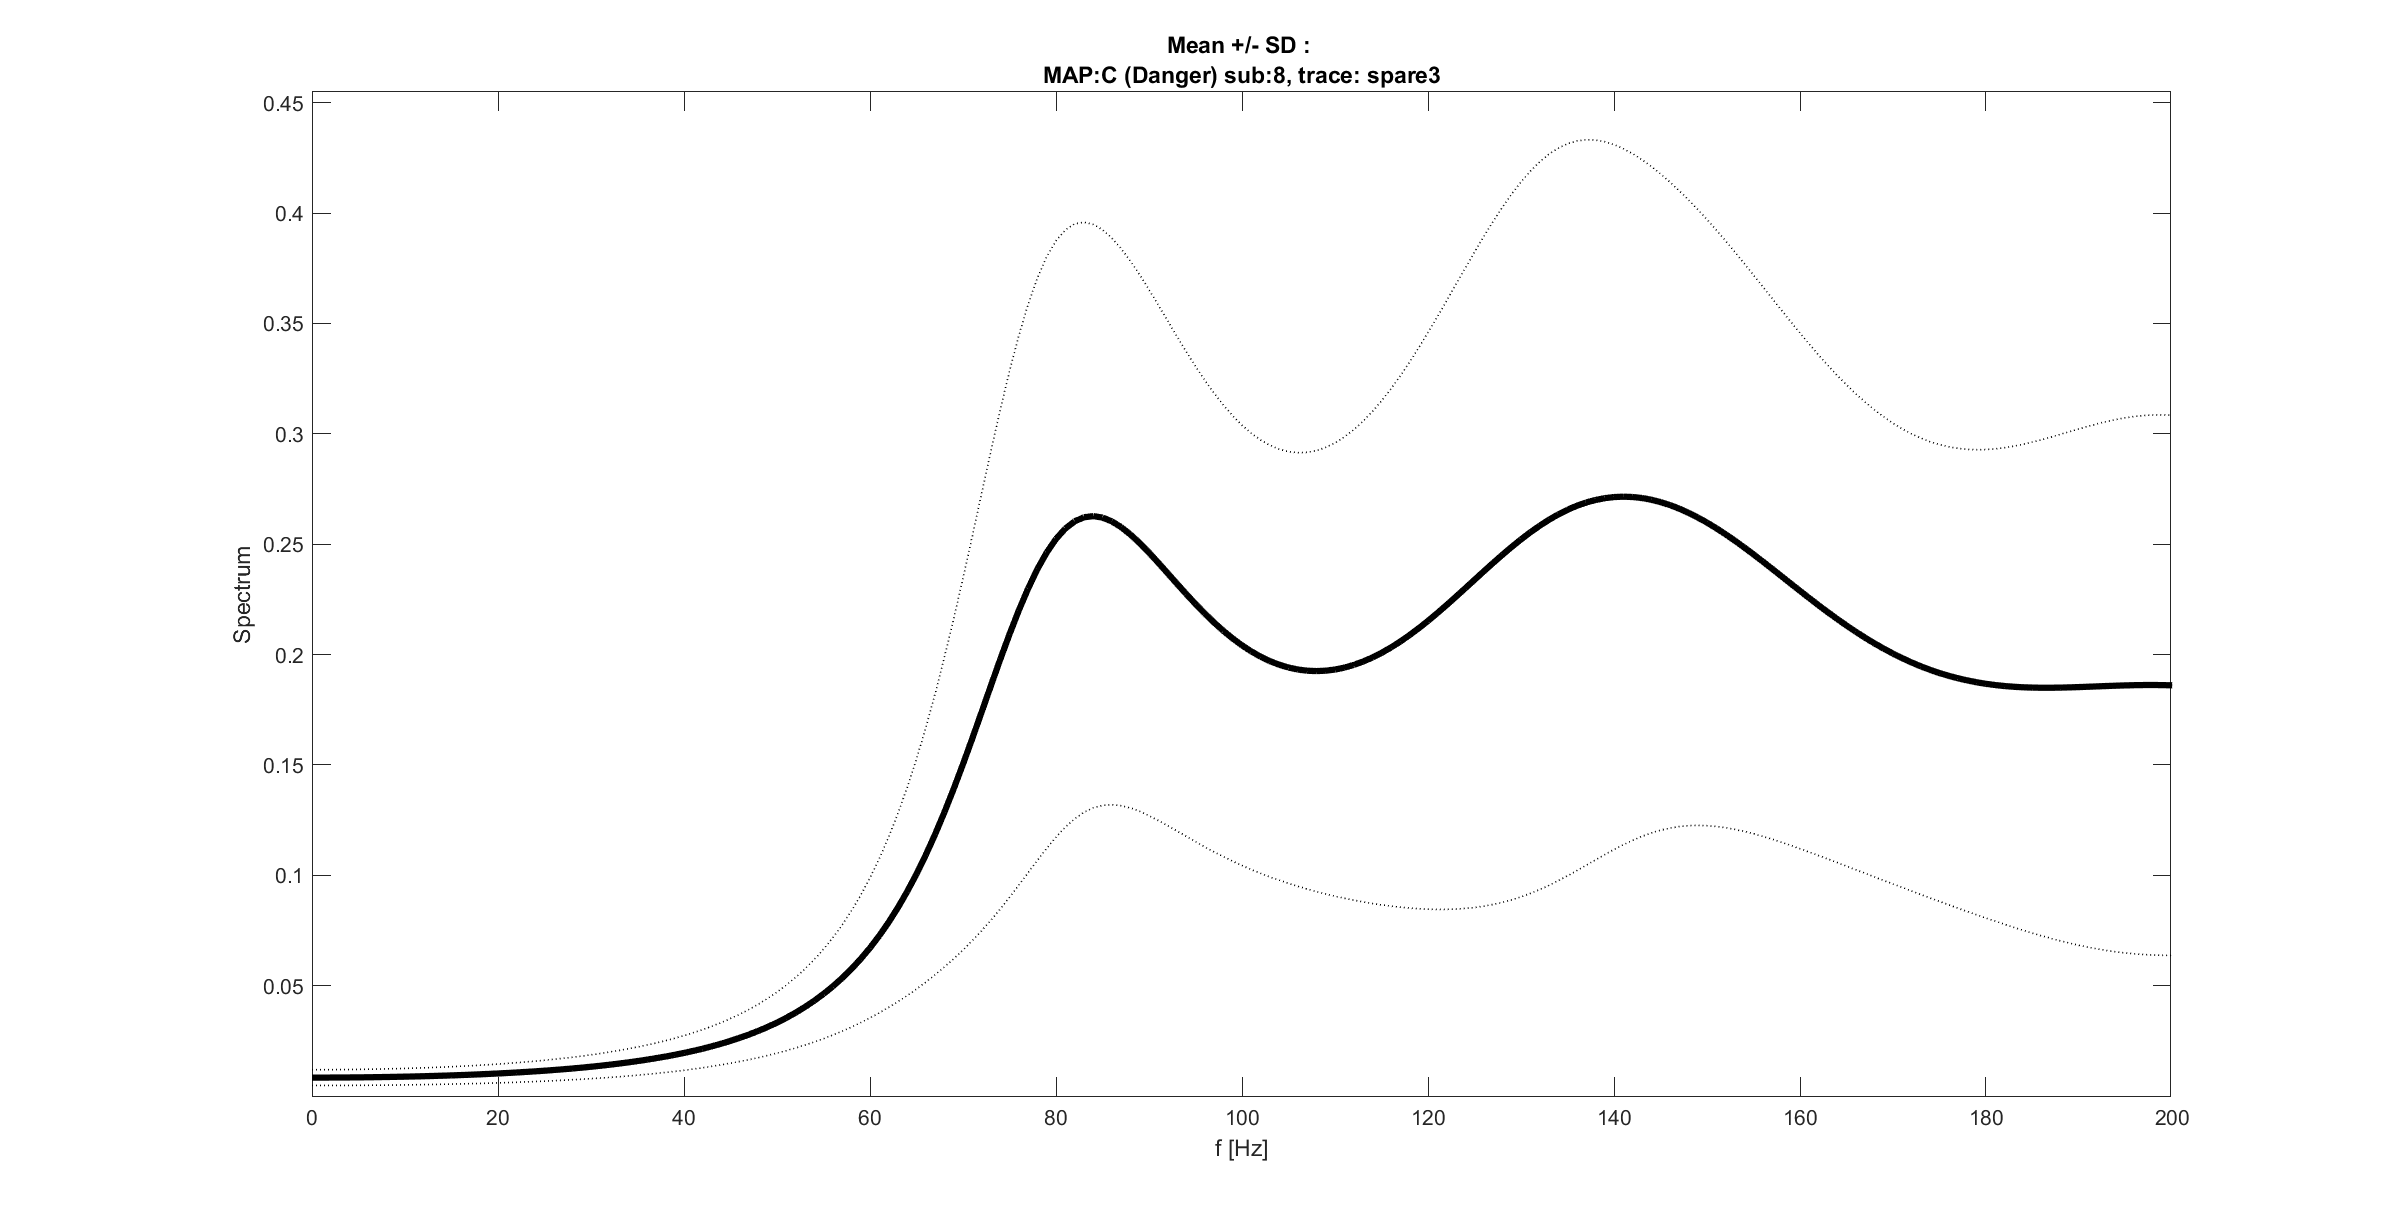 Mean +/- SD :
MAP:C (Danger) sub:8, trace: spare3
0.45
0.4
0.35
0.3
0.25
0.2
0.15
0.1
0.05
Spectrum
0 20 40 60 80 100 120 140 160 180 200
f [Hz]